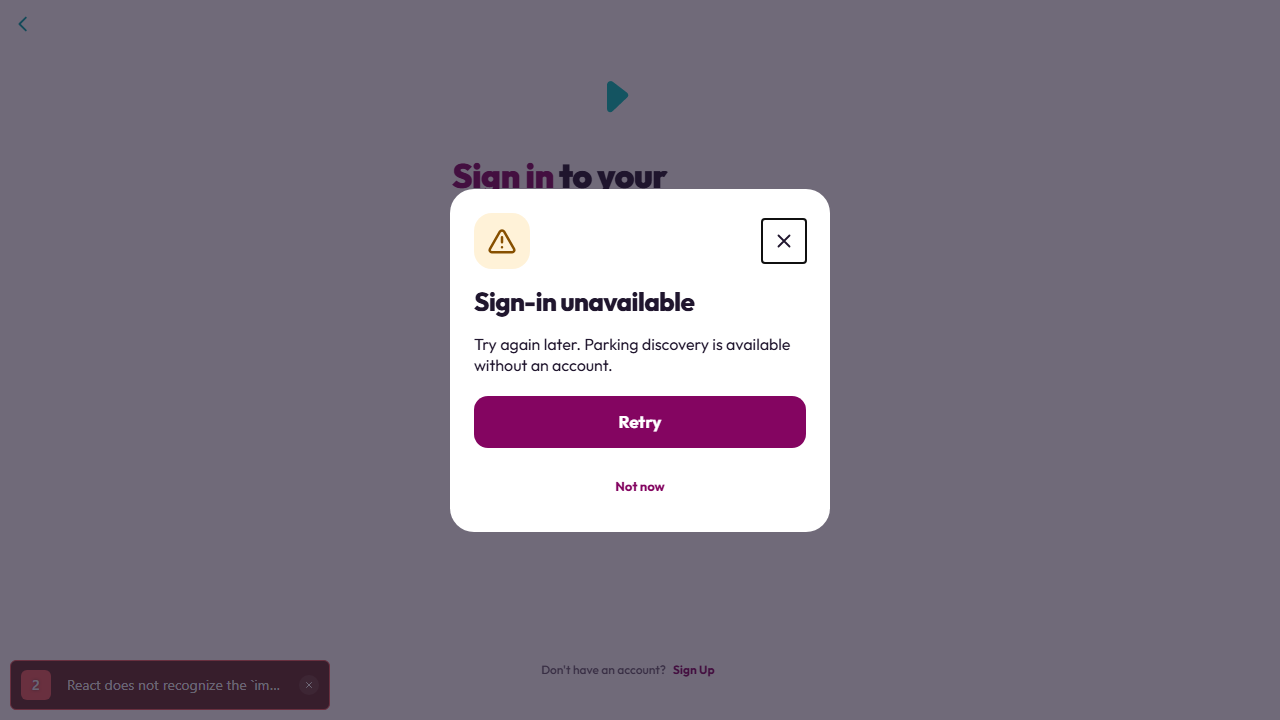 Sign in to your
Sign-in unavailable
Try again later. Parking discovery is available
without an account.
Retry
Not now
Don't have an account? Sign Up
2 React does not recognize the `im...